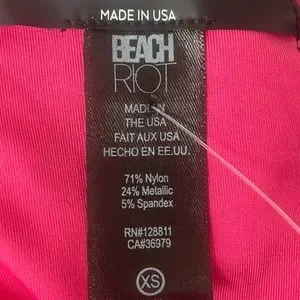 MADE IN USA
BEACH
RIOT
MADE IN
THE USA
FAIT AUX USA
HECHO EN EE.UU.
71% Nylon
24% Metallic
5% Spandex
RN#128811
CA#36979
XS